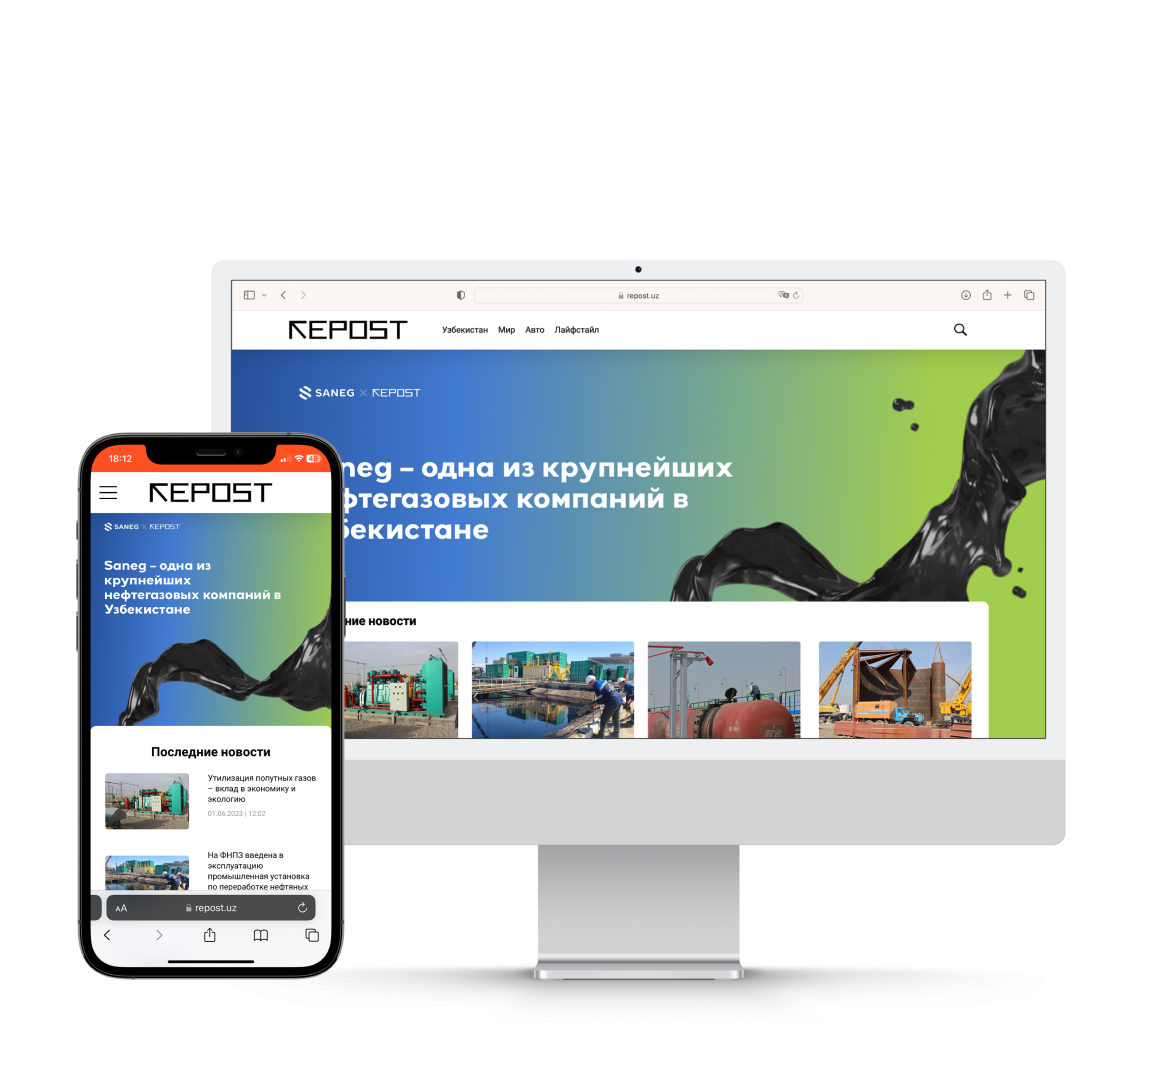 repost.uz
REPOST
Узбекистан Мир Авто Лайфстайл
SANEG × REPOST
neg – одна из крупнейших
фтегазовых компаний в
бекистане
ние новости
18:12
REPOST
SANEG × REPOST
Saneg – одна из
крупнейших
нефтегазовых компаний в
Узбекистане
Последние новости
Утилизация попутных газов
– вклад в экономику и
экологию
01.06.2023 | 12:02
На ФНПЗ введена в
эксплуатацию
промышленная установка
по переработке нефтяных
AA
repost.uz